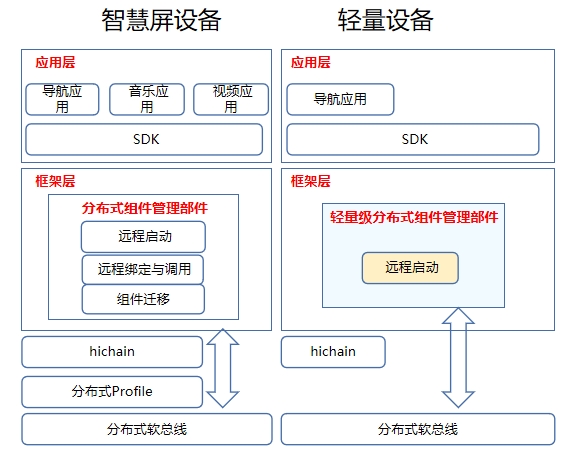 智慧屏设备
应用层
导航应
用
音乐应
用
视频应
用
SDK
框架层
分布式组件管理部件
远程启动
远程绑定与调用
组件迁移
hichain
分布式Profile
分布式软总线
轻量设备
应用层
导航应用
SDK
框架层
轻量级分布式组件管理部件
远程启动
hichain
分布式软总线